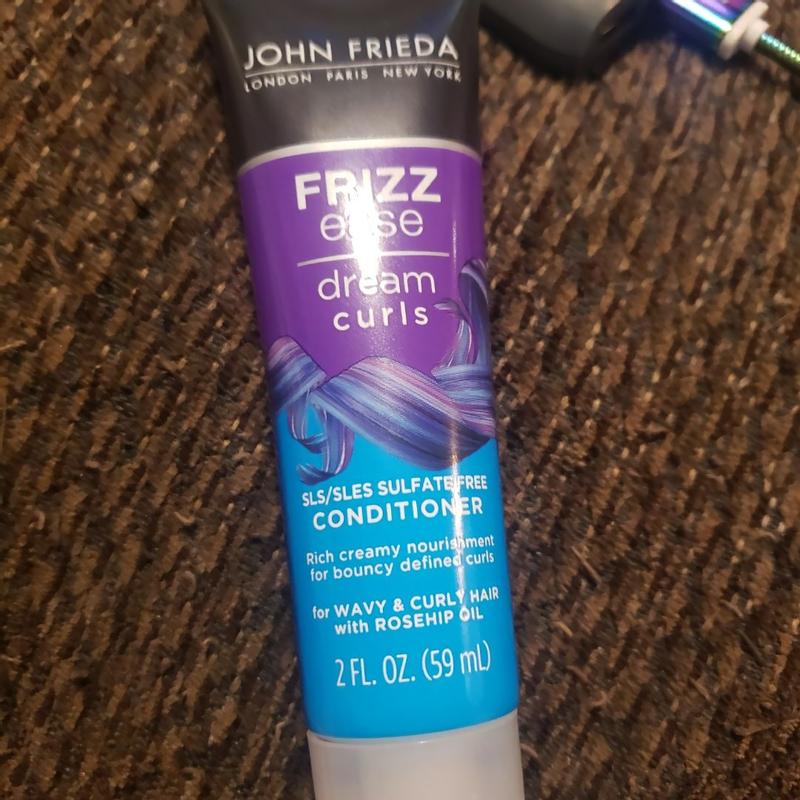 JOHN FRIEDA
LONDON PARIS NEW YORK
FRIZZ
ease
dream
curls
SLS/SLES SULFATE FREE
CONDITIONER
Rich creamy nourishment
for bouncy defined curls
for WAVY & CURLY HAIR
with ROSEHIP OIL
2 FL. OZ. (59 mL)